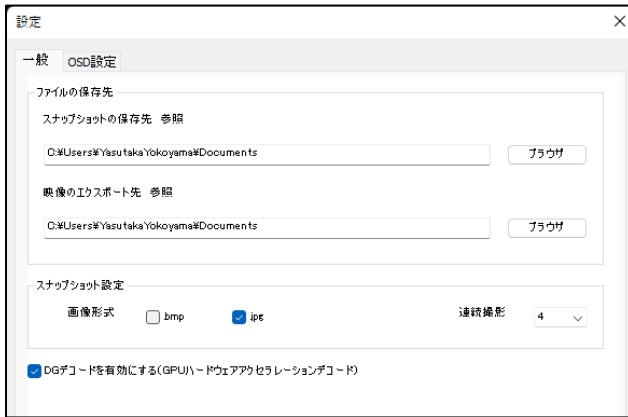 設定
一般 OSD設定
ファイルの保存先
スナップショットの保存先 参照
C:¥Users¥YasutakaYokoyama¥Documents ブラウザ
映像のエクスポート先 参照
C:¥Users¥YasutakaYokoyama¥Documents ブラウザ
スナップショット設定
画像形式 .bmp .jpg 連続撮影 4
DGデコードを有効にする(GPUハードウェアアクセラレーションデコード)